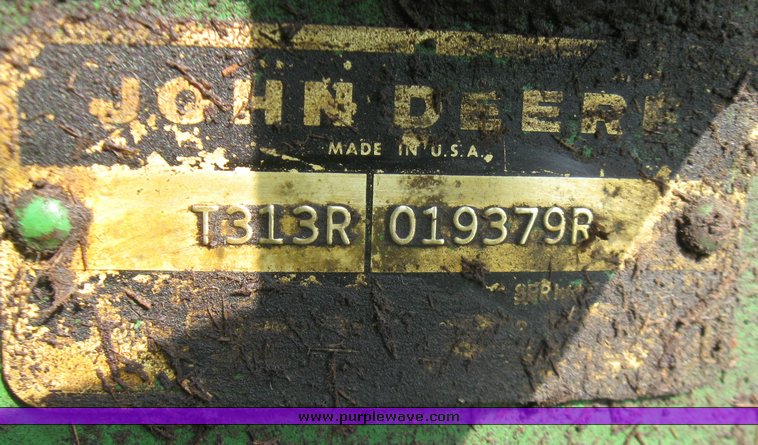 JOHN DEERE
MADE IN U.S.A.
T313R 019379R
www.purplewave.com